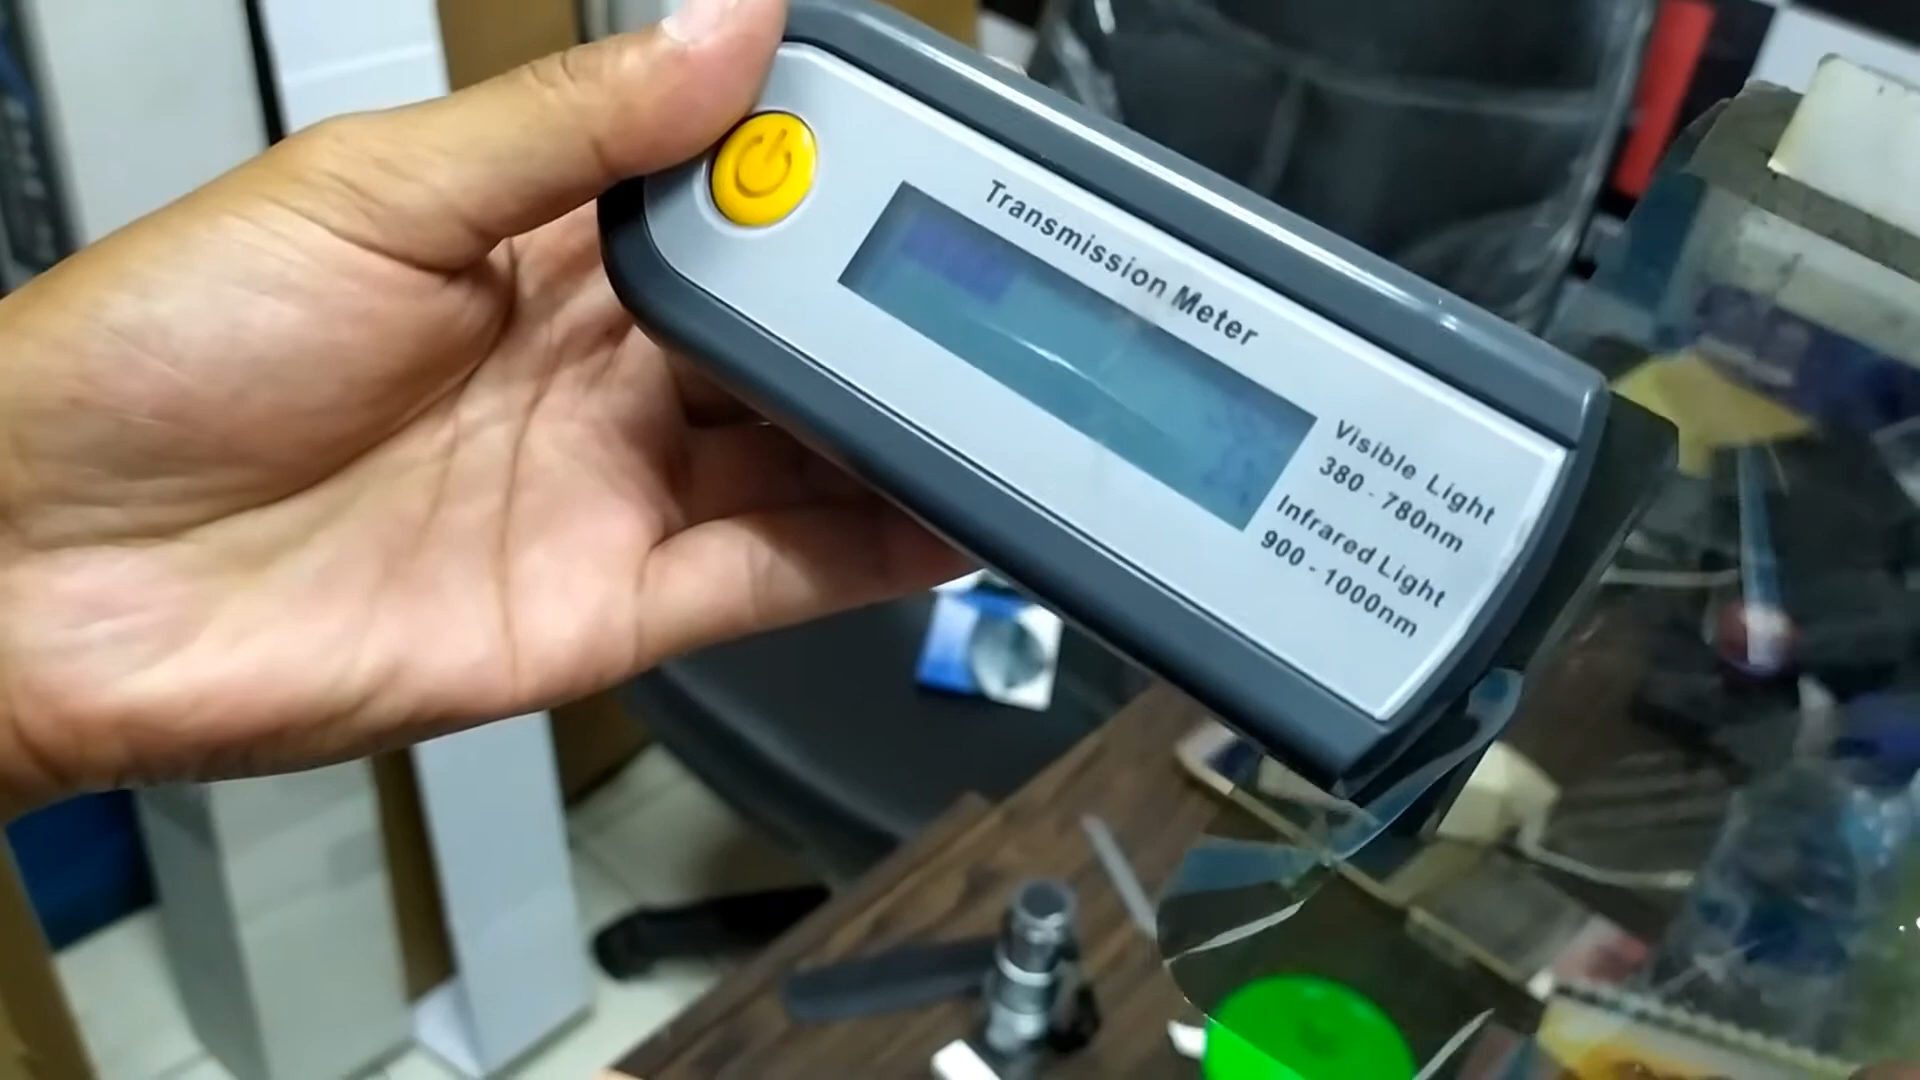 Transmission Meter
Visible Light
380 - 780nm
Infrared Light
900 - 1000nm